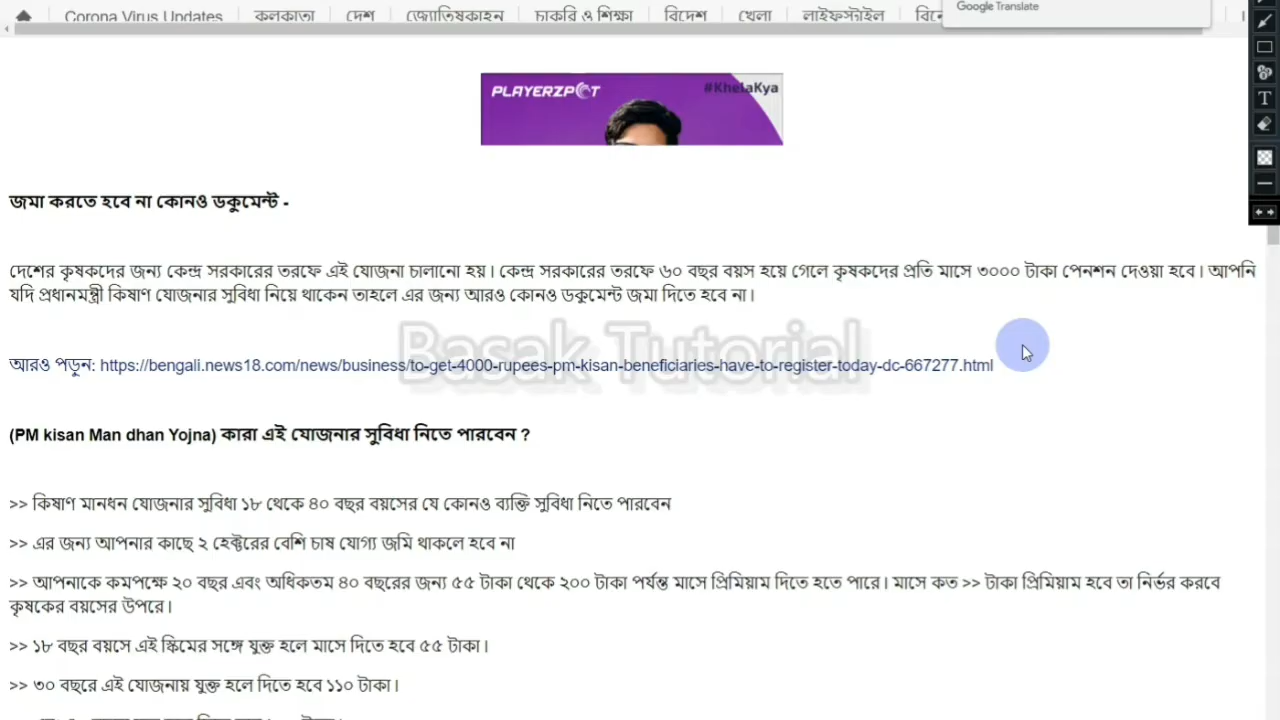 Google Translate
Corona Virus Updates কলকাতা দেশ জ্যোতিষকাহন চাকরি ও শিক্ষা বিদেশ খেলা লাইফস্টাইল
PLAYERZPOT #KhelaKya
জমা করতে হবে না কোনও ডকুমেন্ট -
দেশের কৃষকদের জন্য কেন্দ্র সরকারের তরফে এই যোজনা চালানো হয়। কেন্দ্র সরকারের তরফে ৬০ বছর বয়স হয়ে গেলে কৃষকদের প্রতি মাসে ৩০০০ টাকা পেনশন দেওয়া হবে। আপনি
যদি প্রধানমন্ত্রী কিষাণ যোজনার সুবিধা নিয়ে থাকেন তাহলে এর জন্য আরও কোনও ডকুমেন্ট জমা দিতে হবে না।
Basak Tutorial
আরও পড়ুন: https://bengali.news18.com/news/business/to-get-4000-rupees-pm-kisan-beneficiaries-have-to-register-today-dc-667277.html
(PM kisan Man dhan Yojna) কারা এই যোজনার সুবিধা নিতে পারবেন ?
>> কিষাণ মানধন যোজনার সুবিধা ১৮ থেকে ৪০ বছর বয়সের যে কোনও ব্যক্তি সুবিধা নিতে পারবেন
>> এর জন্য আপনার কাছে ২ হেক্টরের বেশি চাষ যোগ্য জমি থাকলে হবে না
>> আপনাকে কমপক্ষে ২০ বছর এবং অধিকতম ৪০ বছরের জন্য ৫৫ টাকা থেকে ২০০ টাকা পর্যন্ত মাসে প্রিমিয়াম দিতে হতে পারে। মাসে কত >> টাকা প্রিমিয়াম হবে তা নির্ভর করবে
কৃষকের বয়সের উপরে।
>> ১৮ বছর বয়সে এই স্কিমের সঙ্গে যুক্ত হলে মাসে দিতে হবে ৫৫ টাকা।
>> ৩০ বছরে এই যোজনায় যুক্ত হলে দিতে হবে ১১০ টাকা।